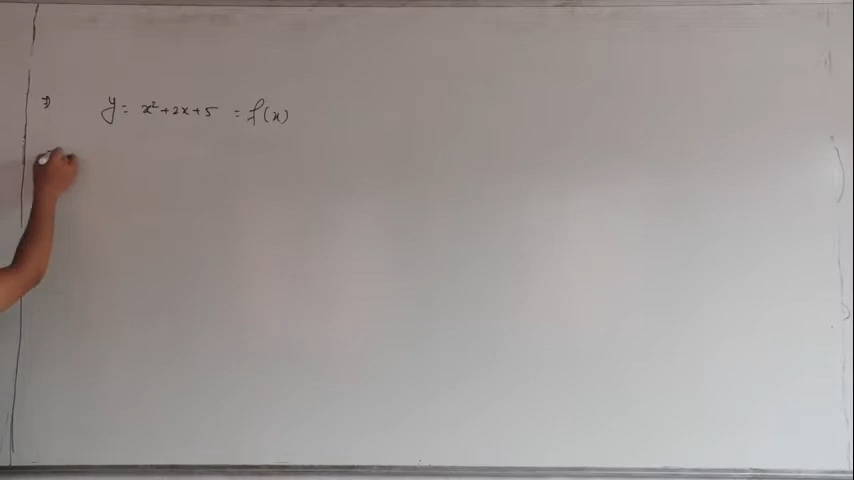 ⇒ y = x² + 2x + 5 = f(x)